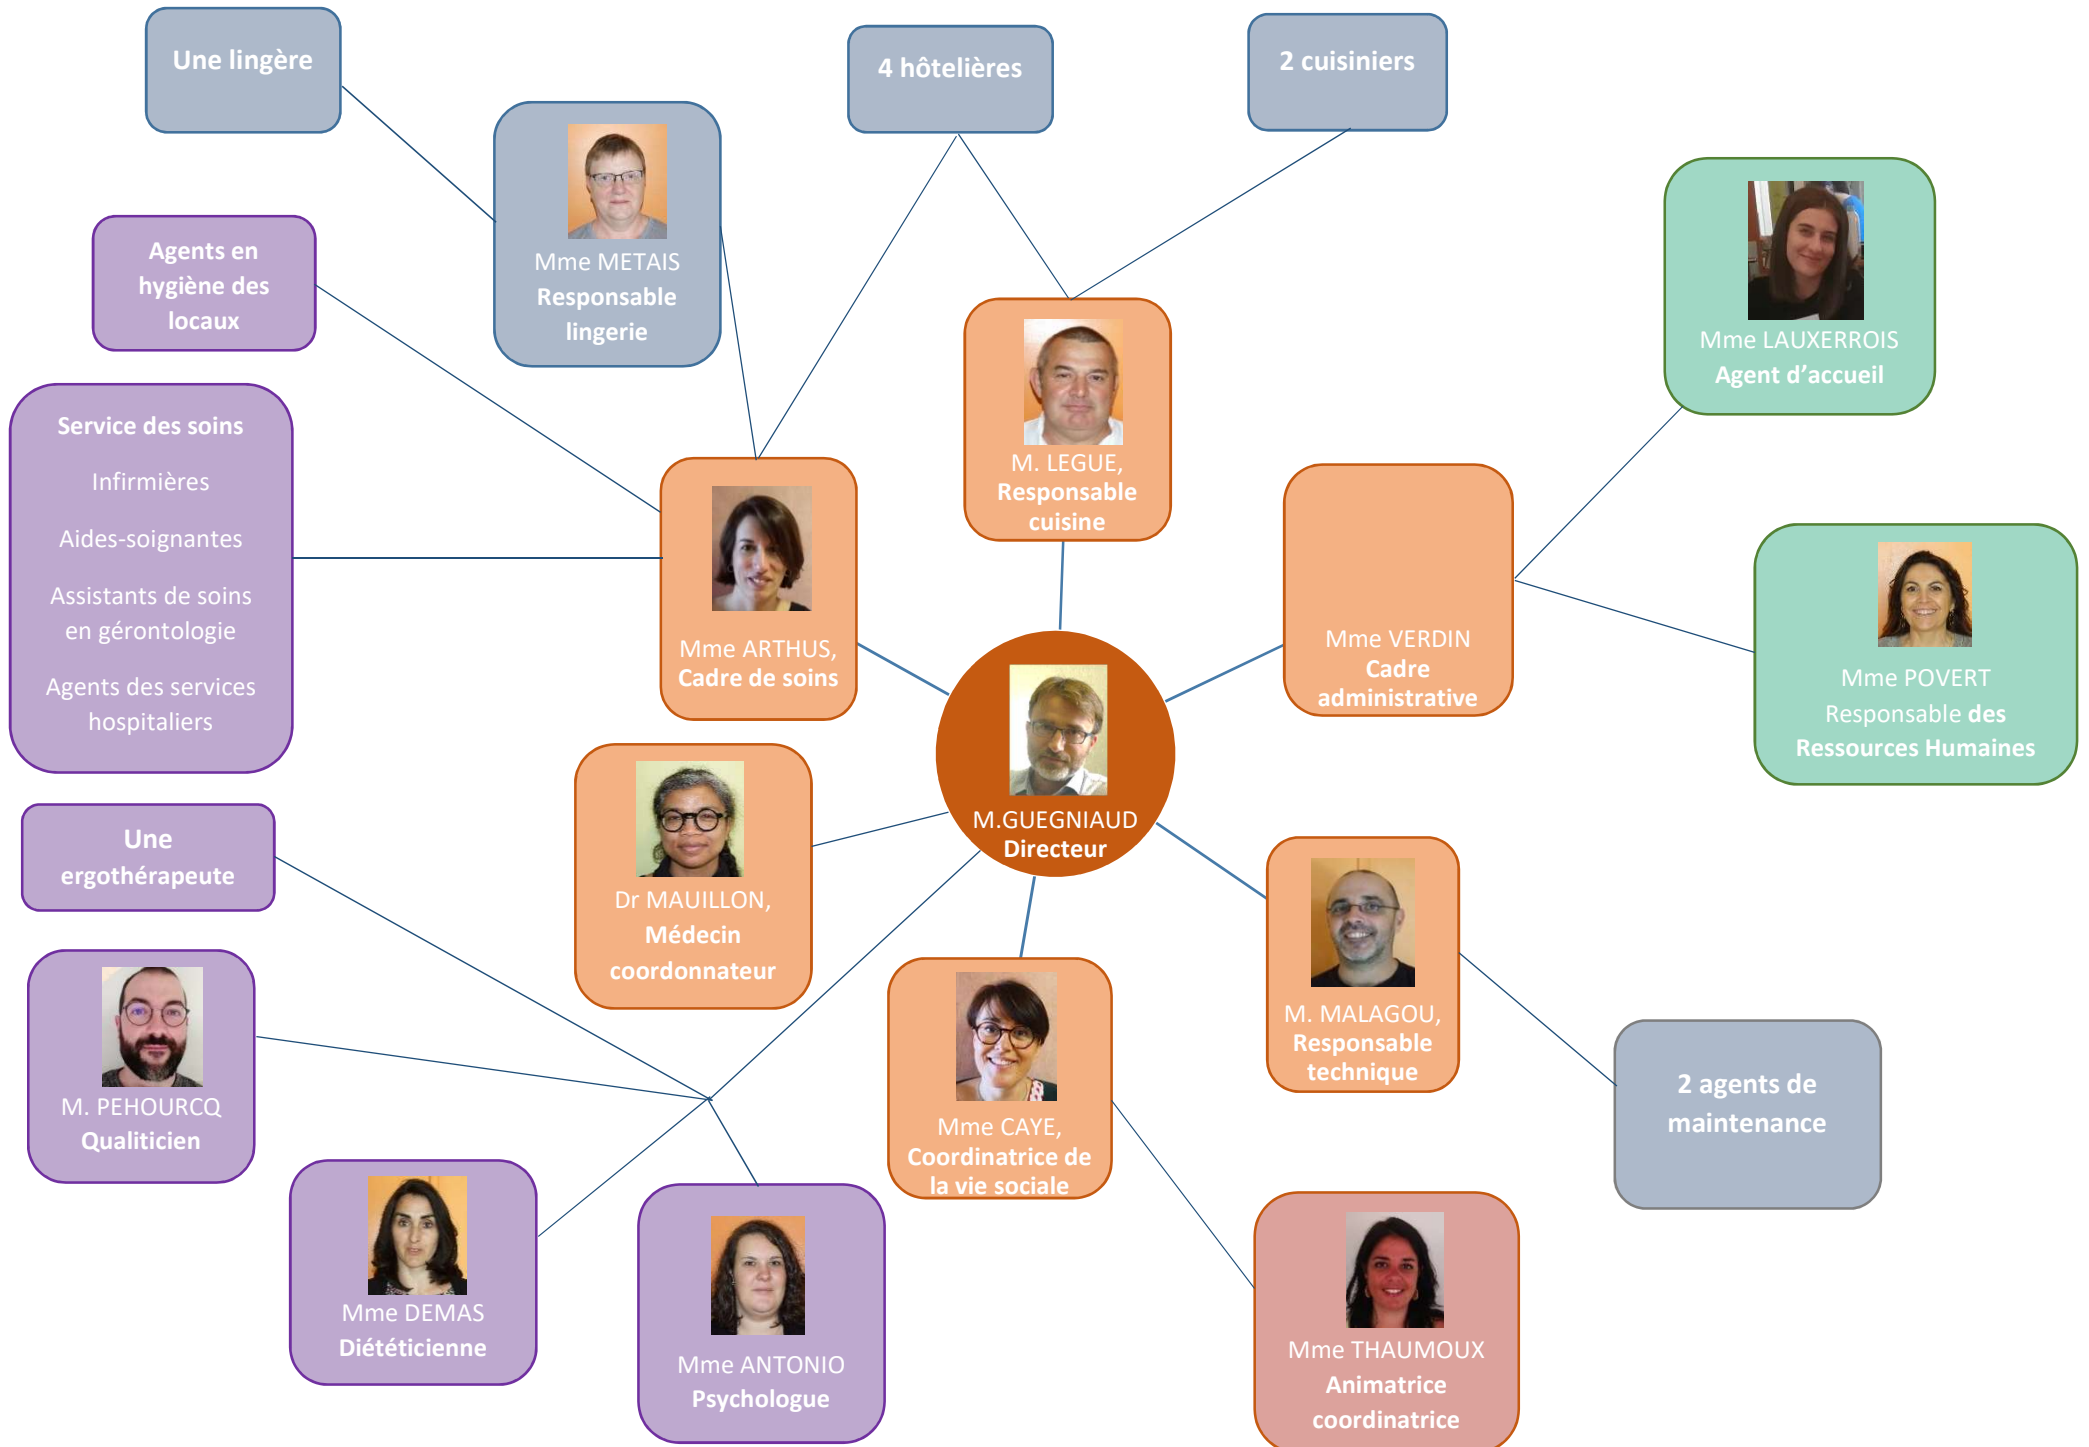 Une lingère
4 hôtelières
2 cuisiniers
Mme METAIS
Responsable
lingerie
Agents en
hygiène des
locaux
Mme LAUXERROIS
Agent d’accueil
M. LEGUE,
Responsable
cuisine
Service des soins
Infirmières
Aides-soignantes
Assistants de soins
en gérontologie
Agents des services
hospitaliers
Mme ARTHUS,
Cadre de soins
Mme VERDIN
Cadre
administrative
Mme POVERT
Responsable des
Ressources Humaines
M.GUEGNIAUD
Directeur
Une
ergothérapeute
Dr MAUILLON,
Médecin
coordonnateur
M. MALAGOU,
Responsable
technique
M. PEHOURCQ
Qualiticien
Mme CAYE,
Coordinatrice de
la vie sociale
2 agents de
maintenance
Mme DEMAS
Diététicienne
Mme ANTONIO
Psychologue
Mme THAUMOUX
Animatrice
coordinatrice